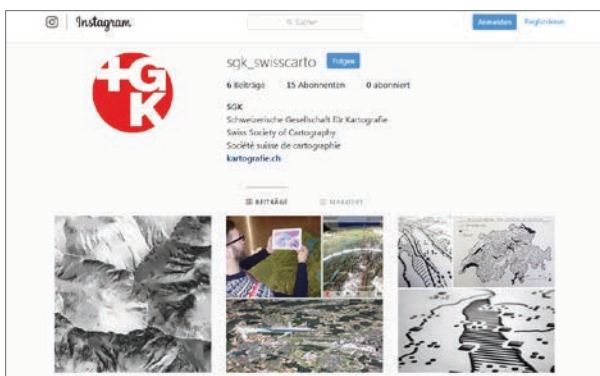 Instagram
Suchen
Anmelden
Registrieren
+GK
sgk_swisscarto
Folgen
6 Beiträge 15 Abonnenten 0 abonniert
SGK
Schweizerische Gesellschaft für Kartografie
Swiss Society of Cartography
Société suisse de cartographie
kartografie.ch
BEITRÄGE
MARKIERT